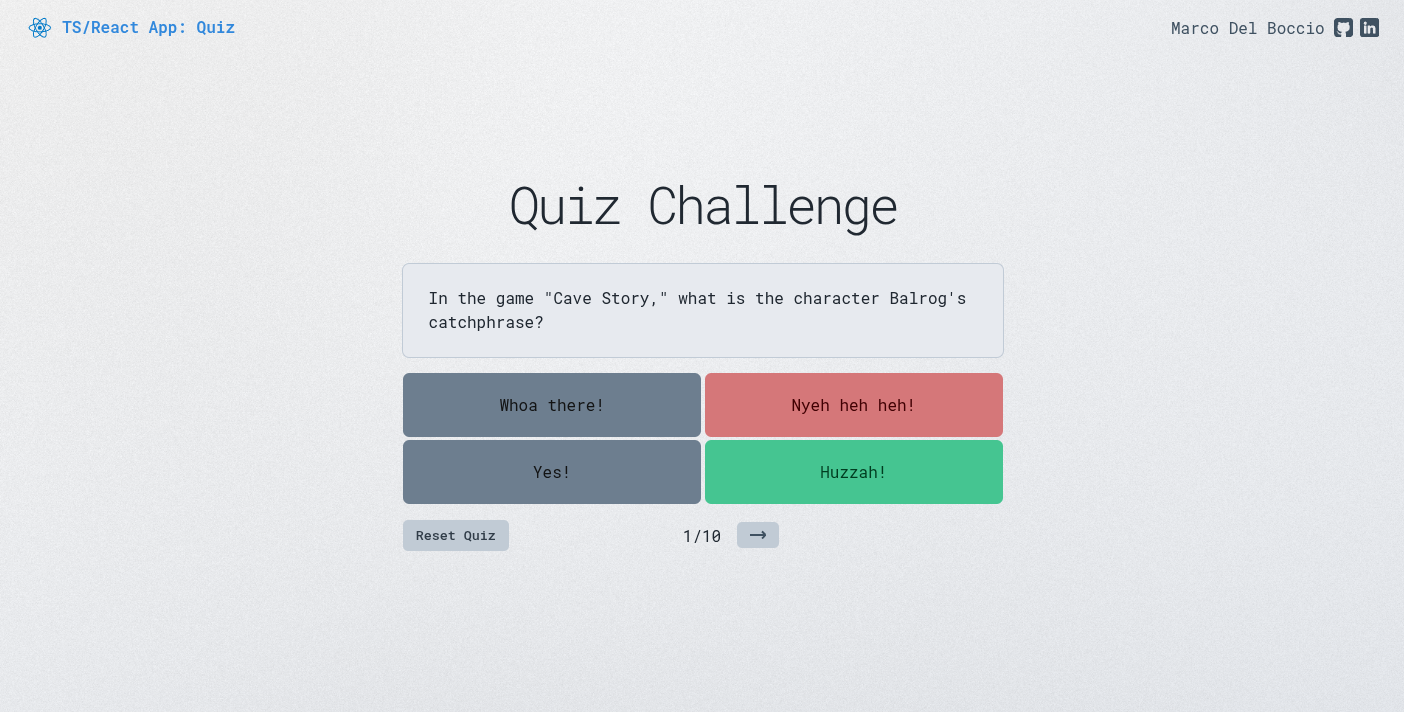 TS/React App: Quiz
Marco Del Boccio
Quiz Challenge
In the game "Cave Story," what is the character Balrog's
catchphrase?
Whoa there!
Nyeh heh heh!
Yes!
Huzzah!
Reset Quiz
1/10